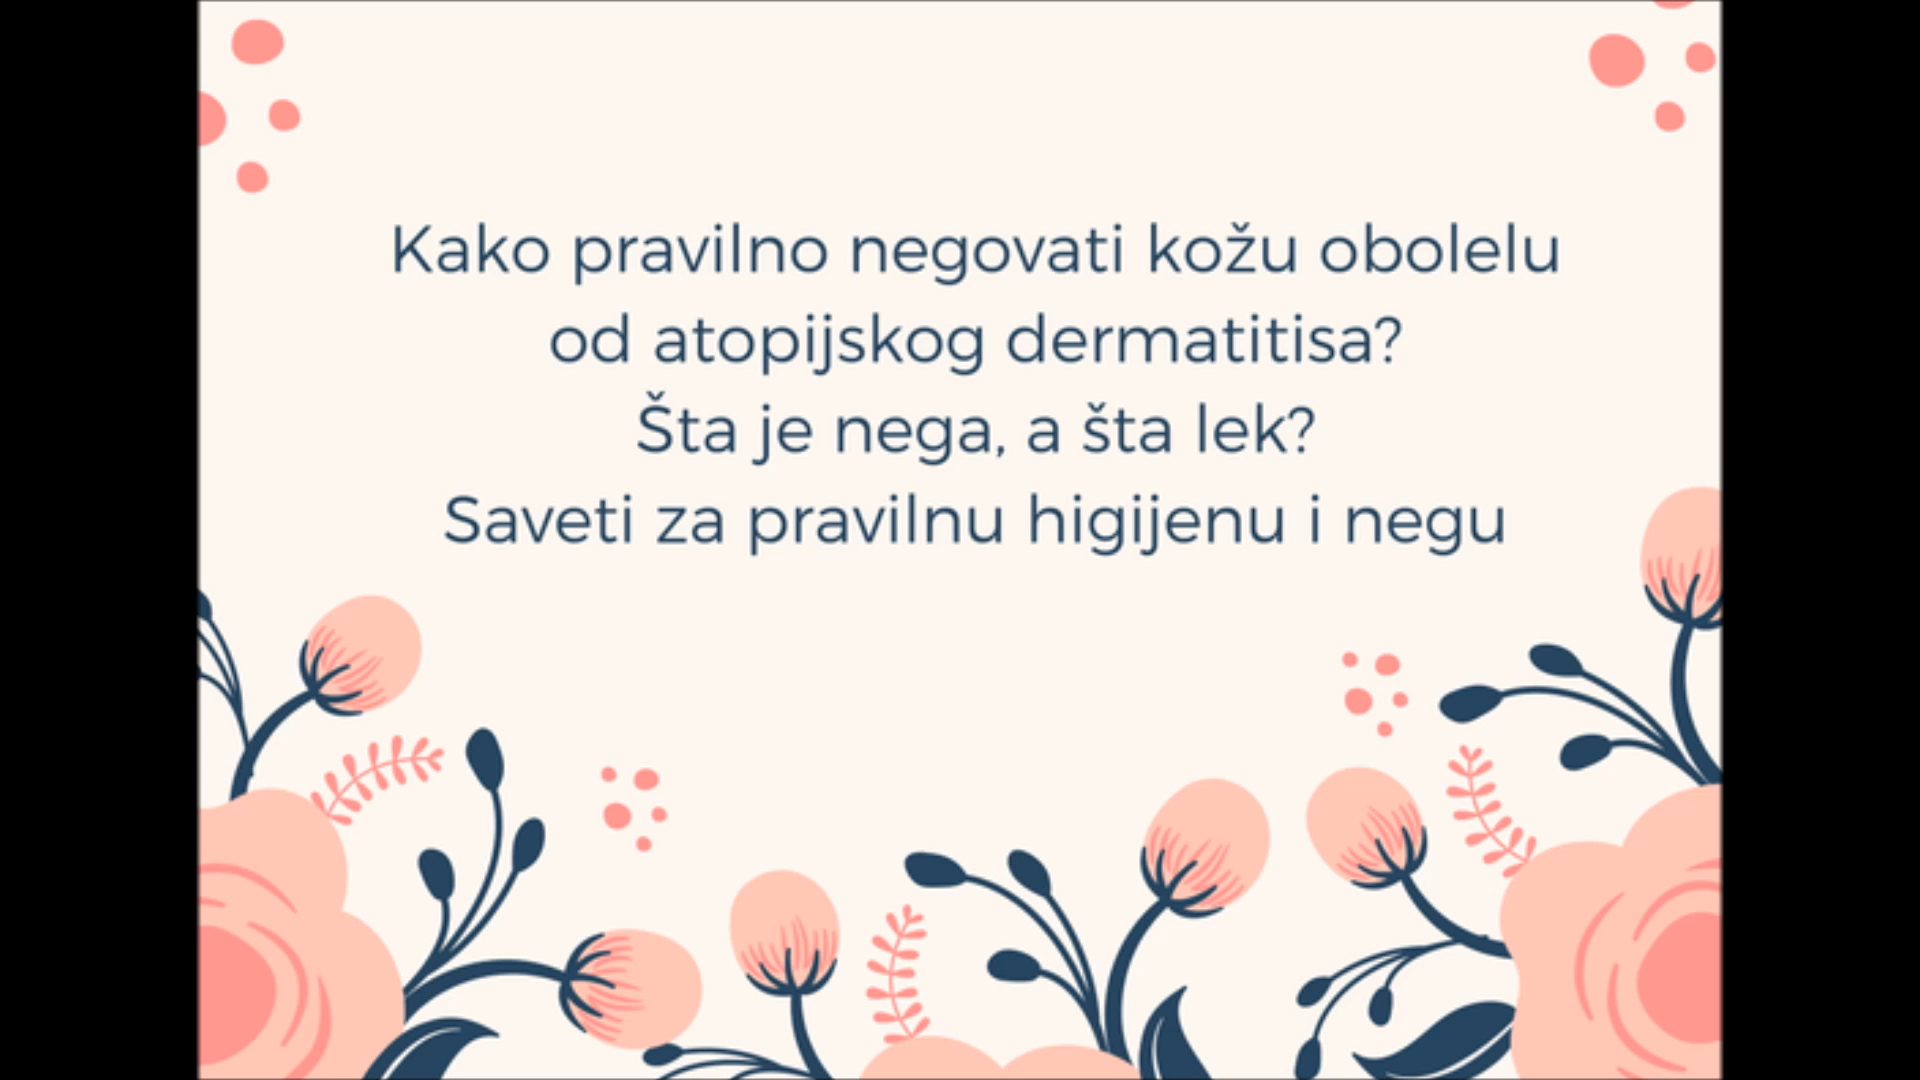 Kako pravilno negovati kožu obolelu
od atopijskog dermatitisa?
Šta je nega, a šta lek?
Saveti za pravilnu higijenu i negu